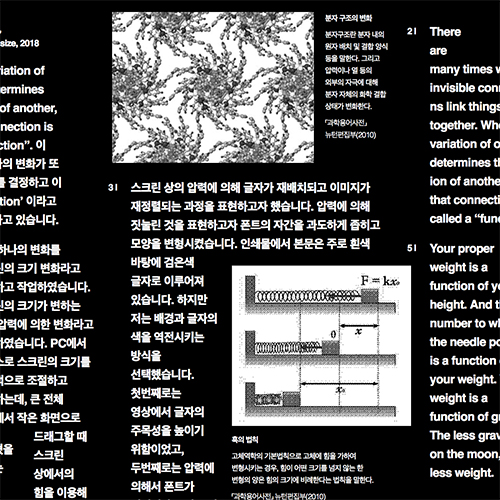 size, 2018
riation of
termines
of another,
nection is
ction”. 이
의 변화가 또
를 결정하고 이
ction’ 이라고
하고 있습니다.
하나의 변화를
린의 크기 변화라고
하고 작업하였습니다.
린의 크기가 변하는
압력에 의한 변화라고
하였습니다. PC에서
스로 스크린의 크기를
적으로 조절하고
하는데, 큰 전체
에서 작은 화면으로
드래그할 때
스크린
상에서의
힘을 이용해
분자 구조의 변화
분자구조란 분자 내의
원자 배치 및 결합 양식
등을 말한다. 그리고
압력이나 열 등의
외부의 자극에 대해
분자 자체의 화학 결합
상태가 변화한다.
「과학용어사전」
뉴턴편집부(2010)
3I 스크린 상의 압력에 의해 글자가 재배치되고 이미지가
재정렬되는 과정을 표현하고자 했습니다. 압력에 의해
짓눌린 것을 표현하고자 폰트의 자간을 과도하게 좁히고
모양을 변형시켰습니다. 인쇄물에서 본문은 주로 흰색
바탕에 검은색
글자로 이루어져
있습니다. 하지만
저는 배경과 글자의
색을 역전시키는
방식을
선택했습니다.
첫번째로는
영상에서 글자의
주목성을 높이기
위함이었고,
두번째로는 압력에
의해서 폰트가
F = kx₀
0
x
x₀
훅의 법칙
고체역학의 기본법칙으로 고체에 힘을 가하여
변형시키는 경우, 힘이 어떤 크기를 넘지 않는 한
변형의 양은 힘의 크기에 비례한다는 법칙을 말한다.
「과학용어사전」 뉴턴편집부(2010)
2I There
are
many times w
invisible conn
ns link things
together. Whe
variation of o
determines th
ion of another
that connecti
called a “func
5I Your proper
weight is a
function of yo
height. And th
number to wh
the needle po
is a function o
your weight. Y
weight is a
function of gr
The less grav
on the moon,
less weight.